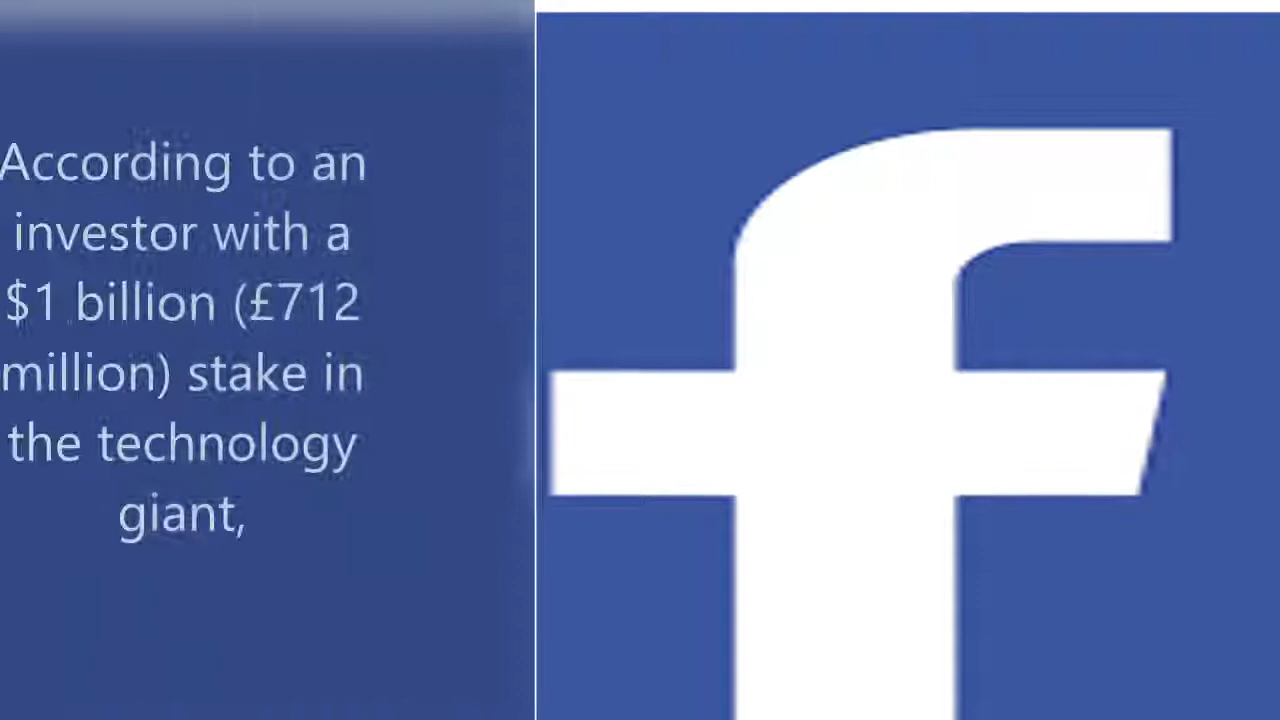 According to an
investor with a
$1 billion (£712
million) stake in
the technology
giant,
f